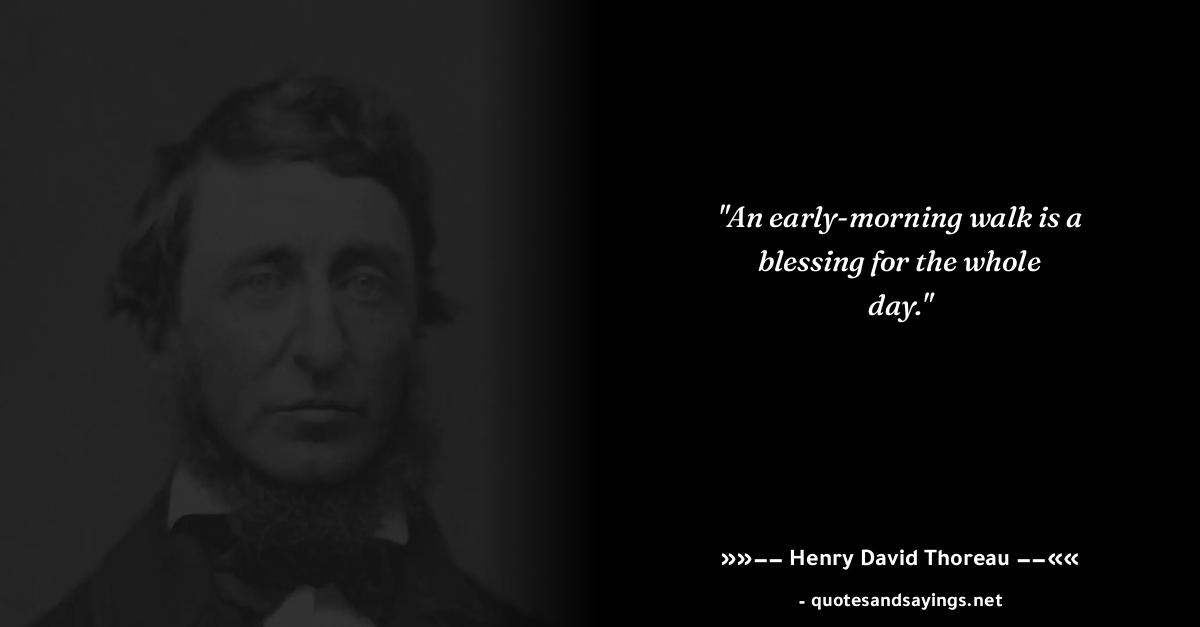 "An early-morning walk is a
blessing for the whole
day."
»»–– Henry David Thoreau ––««
- quotesandsayings.net